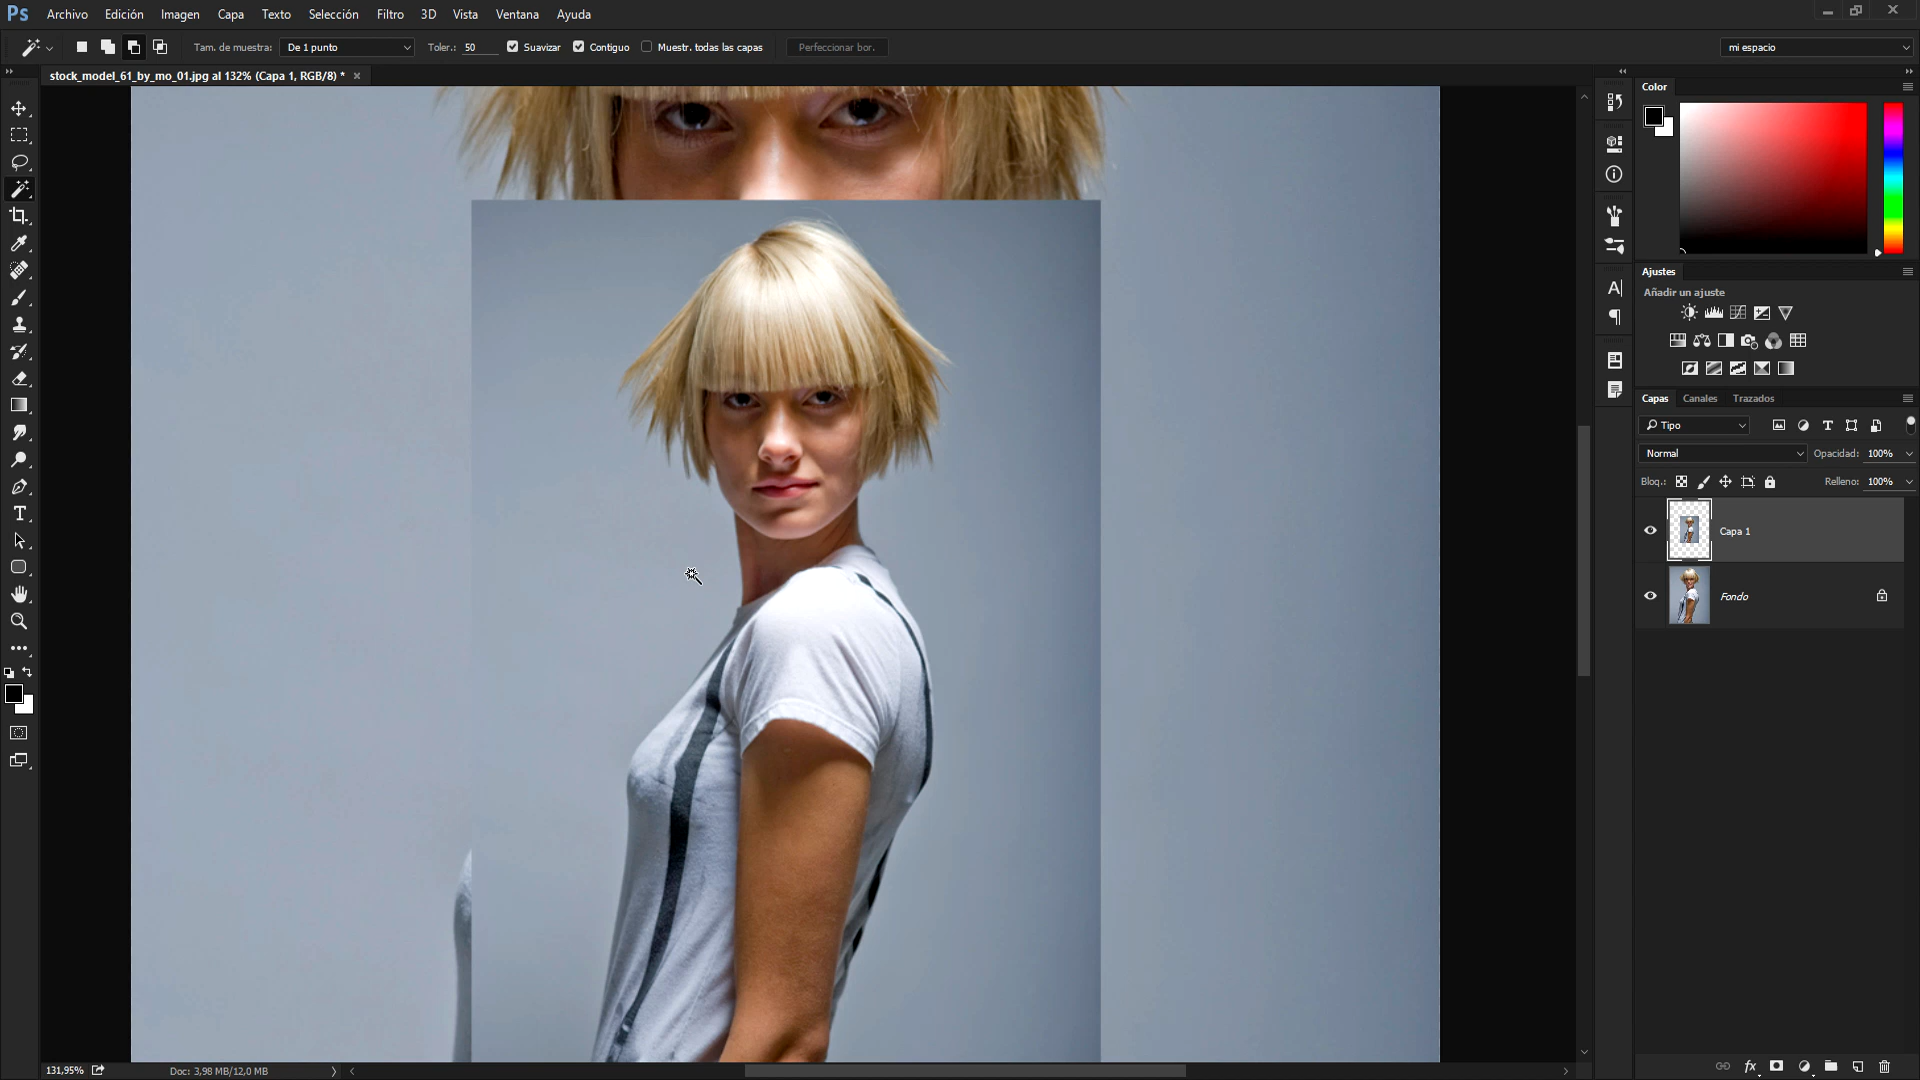 Ps Archivo Edición Imagen Capa Texto Selección Filtro 3D Vista Ventana Ayuda
Tam. de muestra: De 1 punto Toler.: 50 Suavizar Contiguo Muestr. todas las capas Perfeccionar bor. mi espacio
stock_model_61_by_mo_01.jpg al 132% (Capa 1, RGB/8) * ×
Color
Ajustes
Añadir un ajuste
Capas Canales Trazados
Tipo
Normal Opacidad: 100%
Bloq.: Relleno: 100%
Capa 1
Fondo
131,95% Doc: 3,98 MB/12,0 MB